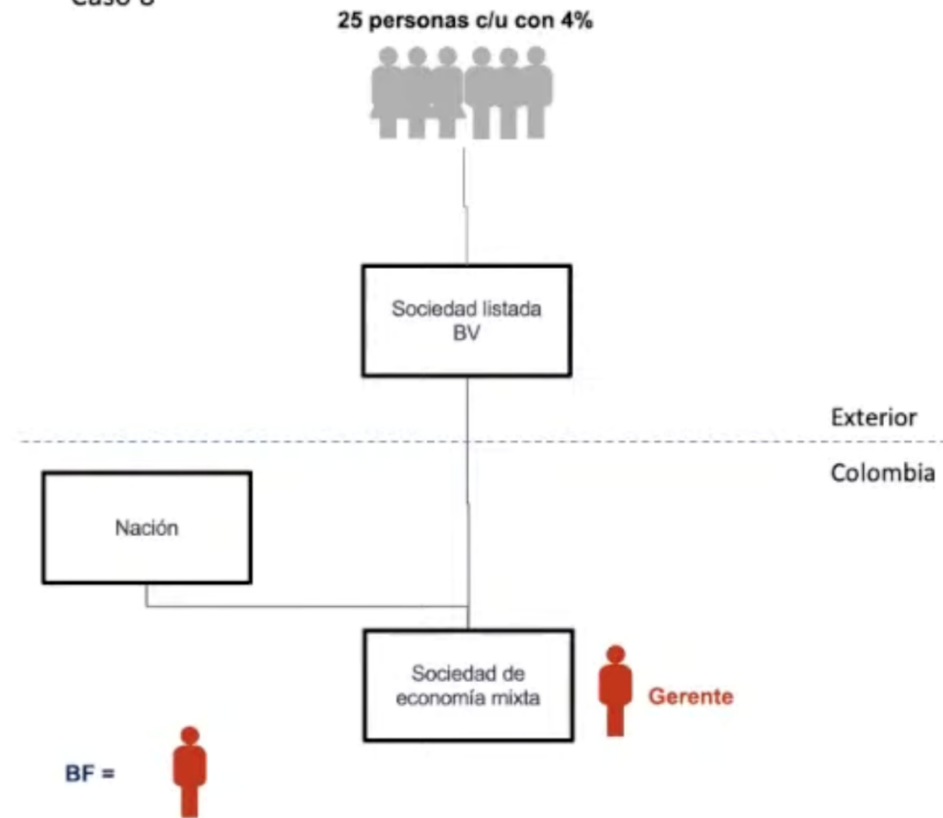 25 personas c/u con 4%
Sociedad listada
BV
Exterior
Colombia
Nación
Sociedad de
economía mixta
Gerente
BF =